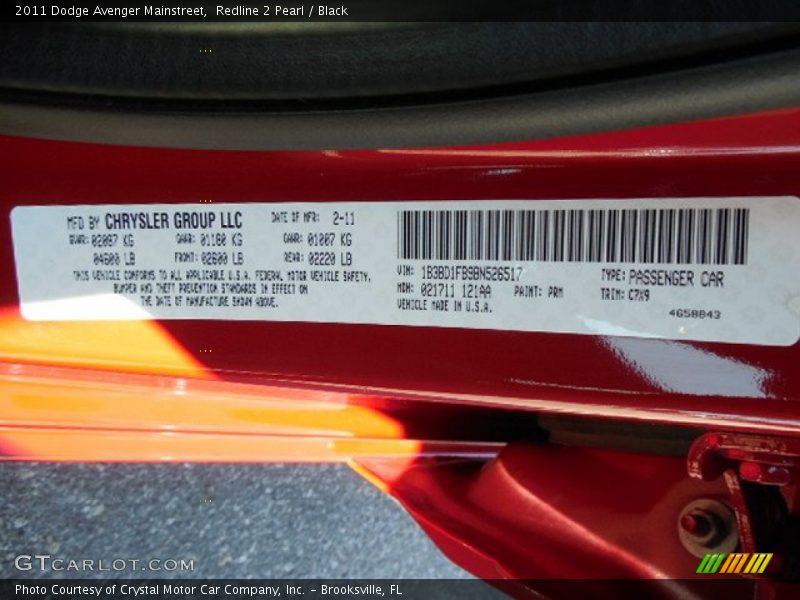 2011 Dodge Avenger Mainstreet,  Redline 2 Pearl / Black
MFD BY CHRYSLER GROUP LLC DATE OF MFR: 2-11
GVWR: 02087 KG GAWR: 01180 KG GAWR: 01007 KG
04600 LB FRONT: 02600 LB REAR: 02220 LB
THIS VEHICLE CONFORMS TO ALL APPLICABLE U.S.A. FEDERAL MOTOR VEHICLE SAFETY,
BUMPER AND THEFT PREVENTION STANDARDS IN EFFECT ON
THE DATE OF MANUFACTURE SHOWN ABOVE.
VIN: 1B3BD1FB9BN526517 TYPE: PASSENGER CAR
MDH: 021711 121AA PAINT: PRM TRIM: C7X9
VEHICLE MADE IN U.S.A. 4658843
GTCARLOT.COM
Photo Courtesy of Crystal Motor Car Company, Inc. – Brooksville, FL